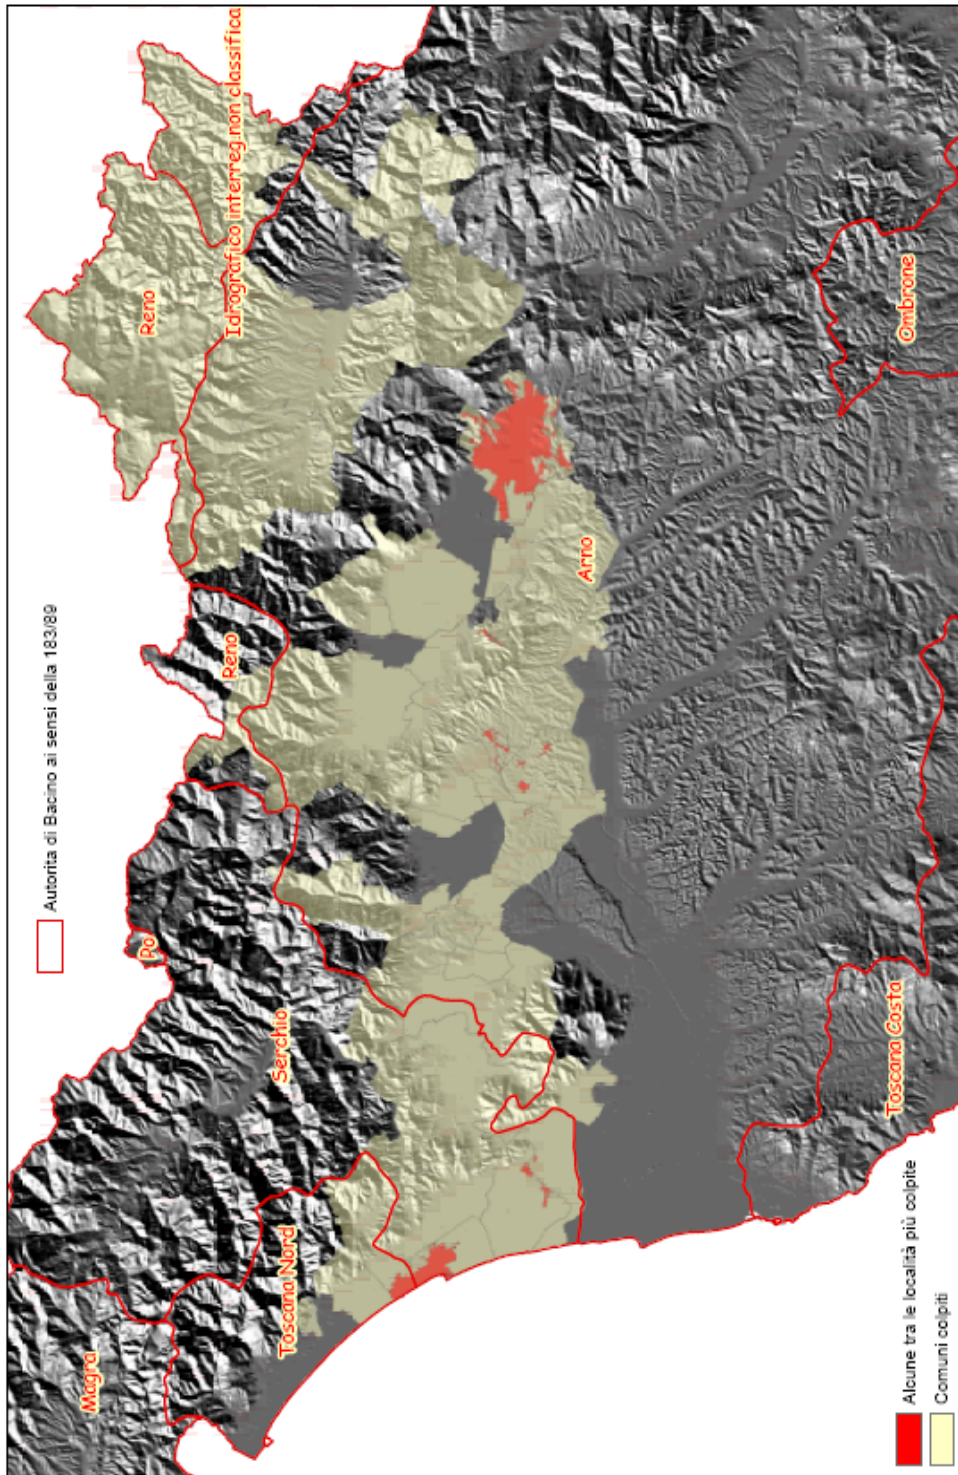 Idrografico interreg.non classifica
Reno
Autorita di Bacino ai sensi della 183/89
Reno
Ombrone
Arno
Po
Serchio
Toscana Nord
Magra
Toscana Costa
Alcune tra le località più colpite
Comuni colpiti